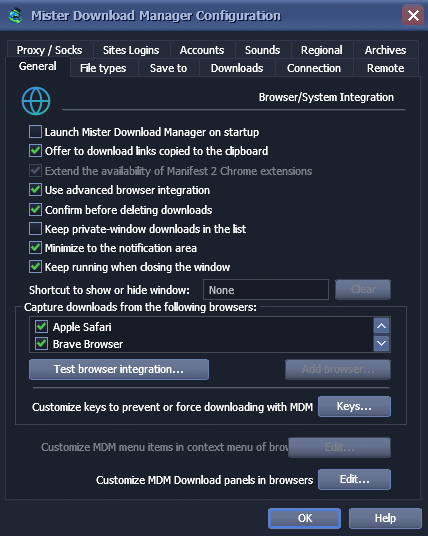 Mister Download Manager Configuration
Proxy / Socks Sites Logins Accounts Sounds Regional Archives
General File types Save to Downloads Connection Remote
Browser/System Integration
Launch Mister Download Manager on startup
Offer to download links copied to the clipboard
Extend the availability of Manifest 2 Chrome extensions
Use advanced browser integration
Confirm before deleting downloads
Keep private-window downloads in the list
Minimize to the notification area
Keep running when closing the window
Shortcut to show or hide window: None Clear
Capture downloads from the following browsers:
Apple Safari
Brave Browser
Test browser integration... Add browser...
Customize keys to prevent or force downloading with MDM Keys...
Customize MDM menu items in context menu of brow Edit...
Customize MDM Download panels in browsers Edit...
OK Help